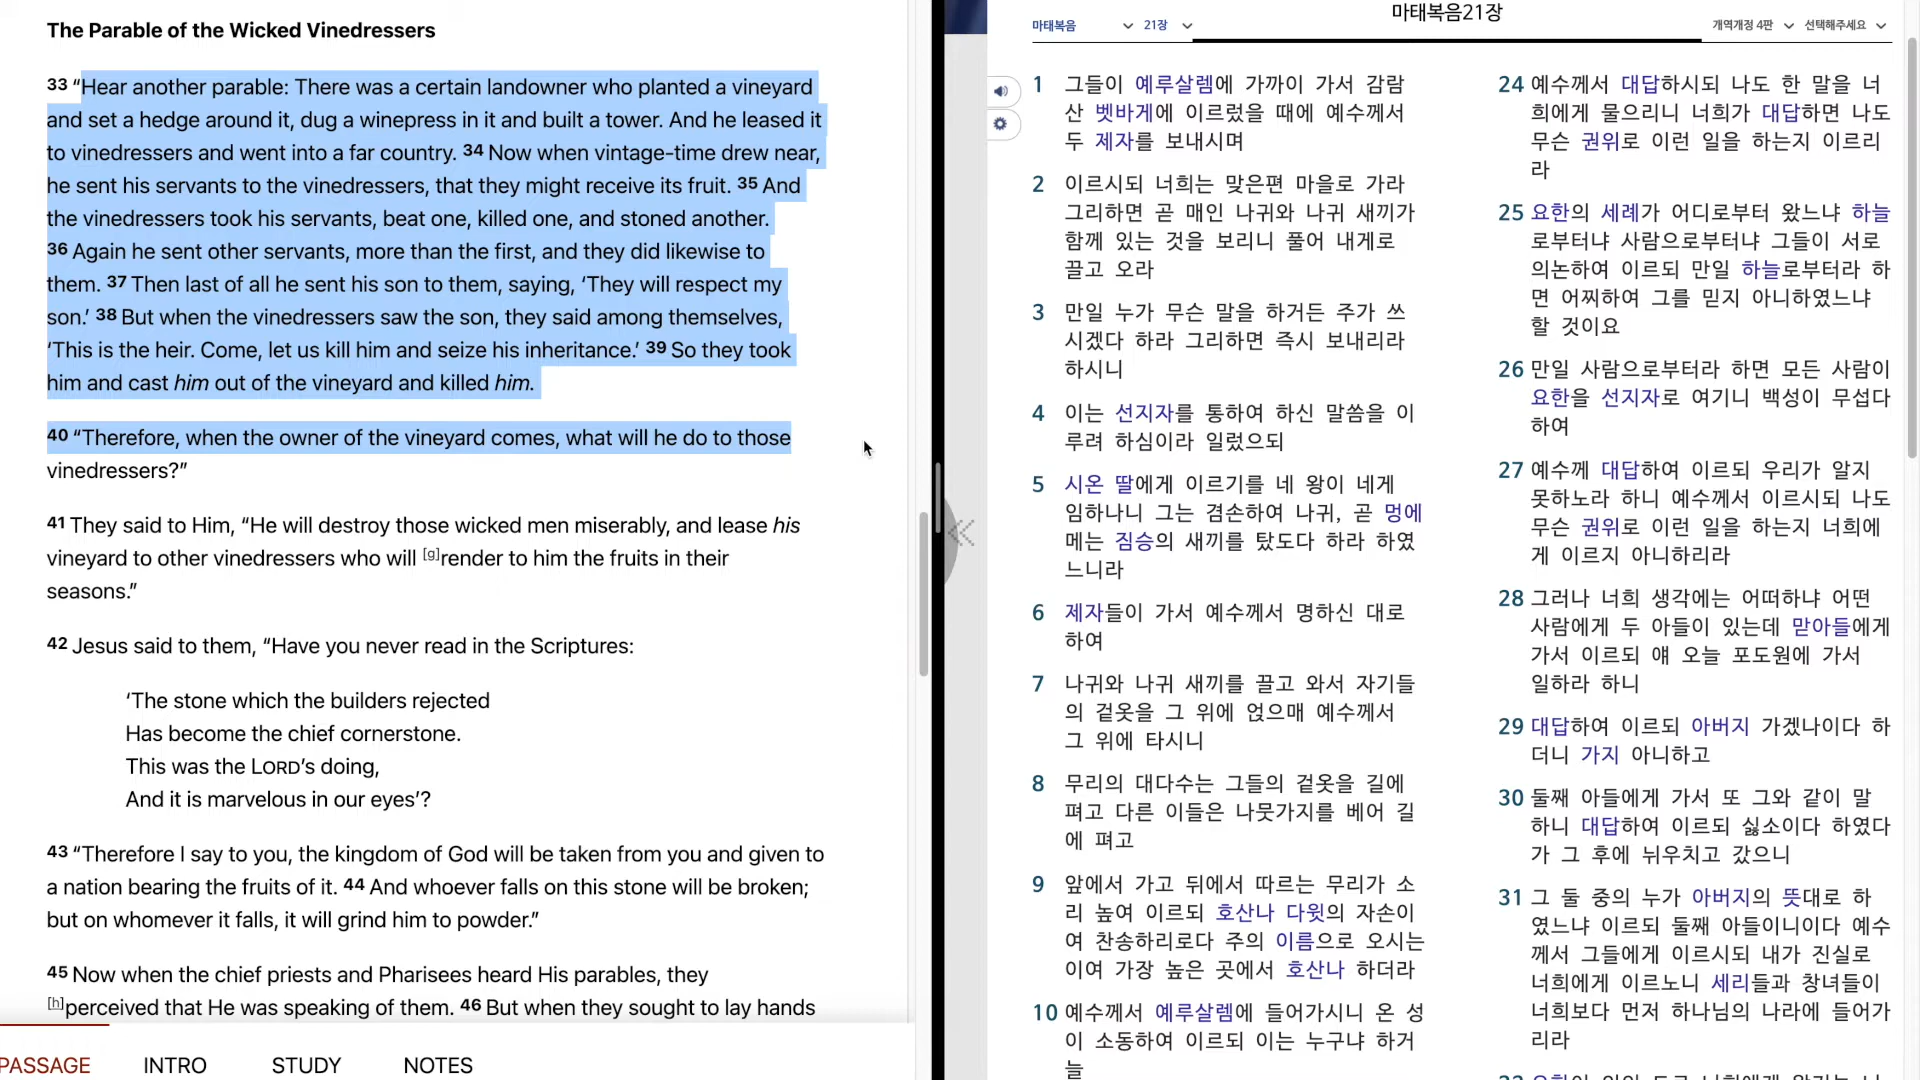 The Parable of the Wicked Vinedressers
33 “Hear another parable: There was a certain landowner who planted a vineyard
and set a hedge around it, dug a winepress in it and built a tower. And he leased it
to vinedressers and went into a far country. 34 Now when vintage-time drew near,
he sent his servants to the vinedressers, that they might receive its fruit. 35 And
the vinedressers took his servants, beat one, killed one, and stoned another.
36 Again he sent other servants, more than the first, and they did likewise to
them. 37 Then last of all he sent his son to them, saying, ‘They will respect my
son.’ 38 But when the vinedressers saw the son, they said among themselves,
‘This is the heir. Come, let us kill him and seize his inheritance.’ 39 So they took
him and cast him out of the vineyard and killed him.
40 “Therefore, when the owner of the vineyard comes, what will he do to those
vinedressers?”
41 They said to Him, “He will destroy those wicked men miserably, and lease his
vineyard to other vinedressers who will [g]render to him the fruits in their
seasons.”
42 Jesus said to them, “Have you never read in the Scriptures:
‘The stone which the builders rejected
Has become the chief cornerstone.
This was the LORD’s doing,
And it is marvelous in our eyes’?
43 “Therefore I say to you, the kingdom of God will be taken from you and given to
a nation bearing the fruits of it. 44 And whoever falls on this stone will be broken;
but on whomever it falls, it will grind him to powder.”
45 Now when the chief priests and Pharisees heard His parables, they
[h]perceived that He was speaking of them. 46 But when they sought to lay hands
PASSAGE INTRO STUDY NOTES
마태복음 21장 마태복음21장 개역개정 4판 선택해주세요
1 그들이 예루살렘에 가까이 가서 감람
산 벳바게에 이르렀을 때에 예수께서
두 제자를 보내시며
2 이르시되 너희는 맞은편 마을로 가라
그리하면 곧 매인 나귀와 나귀 새끼가
함께 있는 것을 보리니 풀어 내게로
끌고 오라
3 만일 누가 무슨 말을 하거든 주가 쓰
시겠다 하라 그리하면 즉시 보내리라
하시니
4 이는 선지자를 통하여 하신 말씀을 이
루려 하심이라 일렀으되
5 시온 딸에게 이르기를 네 왕이 네게
임하나니 그는 겸손하여 나귀, 곧 멍에
메는 짐승의 새끼를 탔도다 하라 하였
느니라
6 제자들이 가서 예수께서 명하신 대로
하여
7 나귀와 나귀 새끼를 끌고 와서 자기들
의 겉옷을 그 위에 얹으매 예수께서
그 위에 타시니
8 무리의 대다수는 그들의 겉옷을 길에
펴고 다른 이들은 나뭇가지를 베어 길
에 펴고
9 앞에서 가고 뒤에서 따르는 무리가 소
리 높여 이르되 호산나 다윗의 자손이
여 찬송하리로다 주의 이름으로 오시는
이여 가장 높은 곳에서 호산나 하더라
10 예수께서 예루살렘에 들어가시니 온 성
이 소동하여 이르되 이는 누구냐 하거
늘
24 예수께서 대답하시되 나도 한 말을 너
희에게 물으리니 너희가 대답하면 나도
무슨 권위로 이런 일을 하는지 이르리
라
25 요한의 세례가 어디로부터 왔느냐 하늘
로부터냐 사람으로부터냐 그들이 서로
의논하여 이르되 만일 하늘로부터라 하
면 어찌하여 그를 믿지 아니하였느냐
할 것이요
26 만일 사람으로부터라 하면 모든 사람이
요한을 선지자로 여기니 백성이 무섭다
하여
27 예수께 대답하여 이르되 우리가 알지
못하노라 하니 예수께서 이르시되 나도
무슨 권위로 이런 일을 하는지 너희에
게 이르지 아니하리라
28 그러나 너희 생각에는 어떠하냐 어떤
사람에게 두 아들이 있는데 맏아들에게
가서 이르되 얘 오늘 포도원에 가서
일하라 하니
29 대답하여 이르되 아버지 가겠나이다 하
더니 가지 아니하고
30 둘째 아들에게 가서 또 그와 같이 말
하니 대답하여 이르되 싫소이다 하였다
가 그 후에 뉘우치고 갔으니
31 그 둘 중의 누가 아버지의 뜻대로 하
였느냐 이르되 둘째 아들이니이다 예수
께서 그들에게 이르시되 내가 진실로
너희에게 이르노니 세리들과 창녀들이
너희보다 먼저 하나님의 나라에 들어가
리라